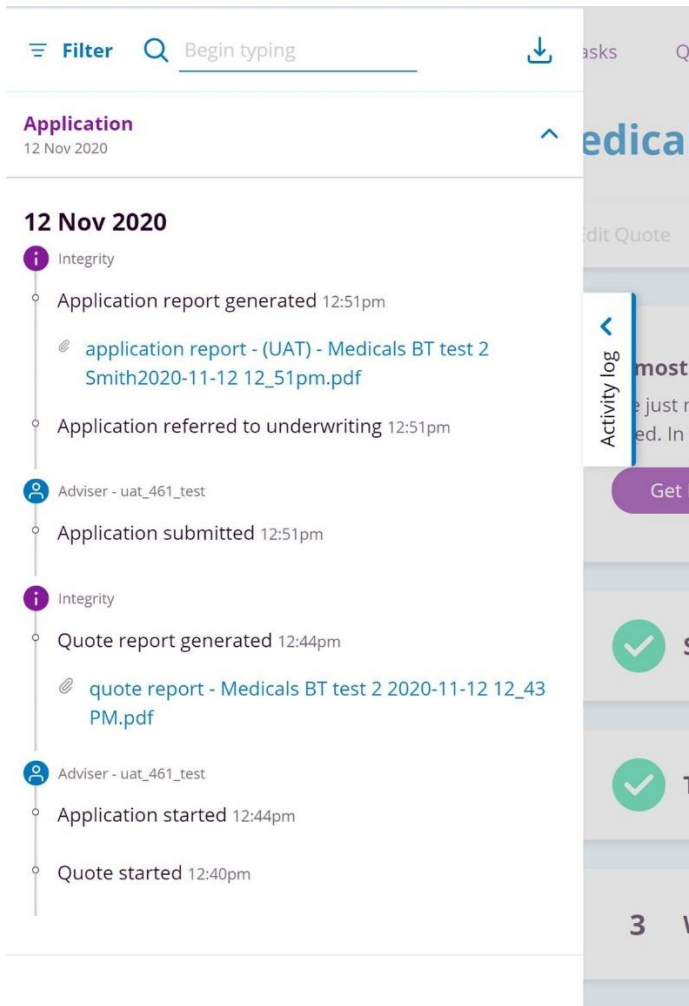 Filter
Begin typing
Application
12 Nov 2020
12 Nov 2020
Integrity
Application report generated 12:51pm
application report - (UAT) - Medicals BT test 2
Smith2020-11-12 12_51pm.pdf
Application referred to underwriting 12:51pm
Adviser - uat_461_test
Application submitted 12:51pm
Integrity
Quote report generated 12:44pm
quote report - Medicals BT test 2 2020-11-12 12_43
PM.pdf
Adviser - uat_461_test
Application started 12:44pm
Quote started 12:40pm
Activity log
asks Q
edica
dit Quote
most
just
ed. In
Get
S
T
3